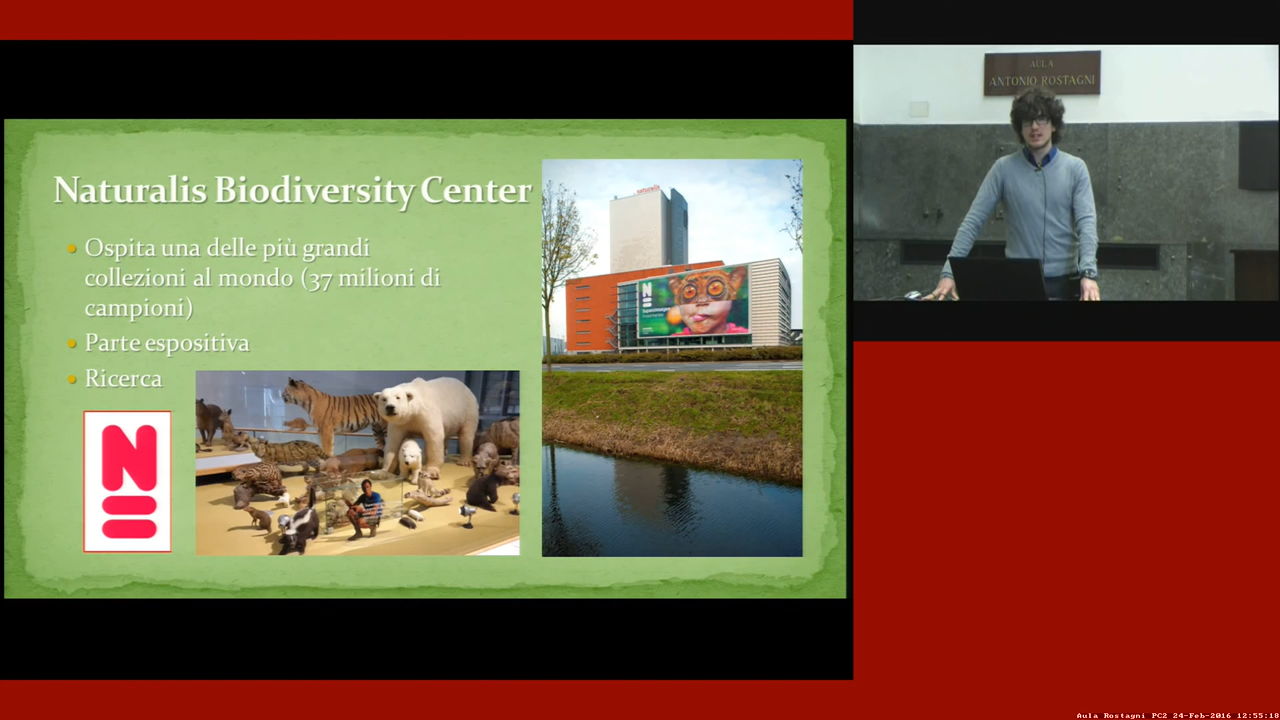 Naturalis Biodiversity Center
• Ospita una delle più grandi
collezioni al mondo (37 milioni di
campioni)
• Parte espositiva
• Ricerca
N
naturalis
AULA
ANTONIO ROSTAGNI
Aula Rostagni PC2 24-Feb-2016 12:55:18